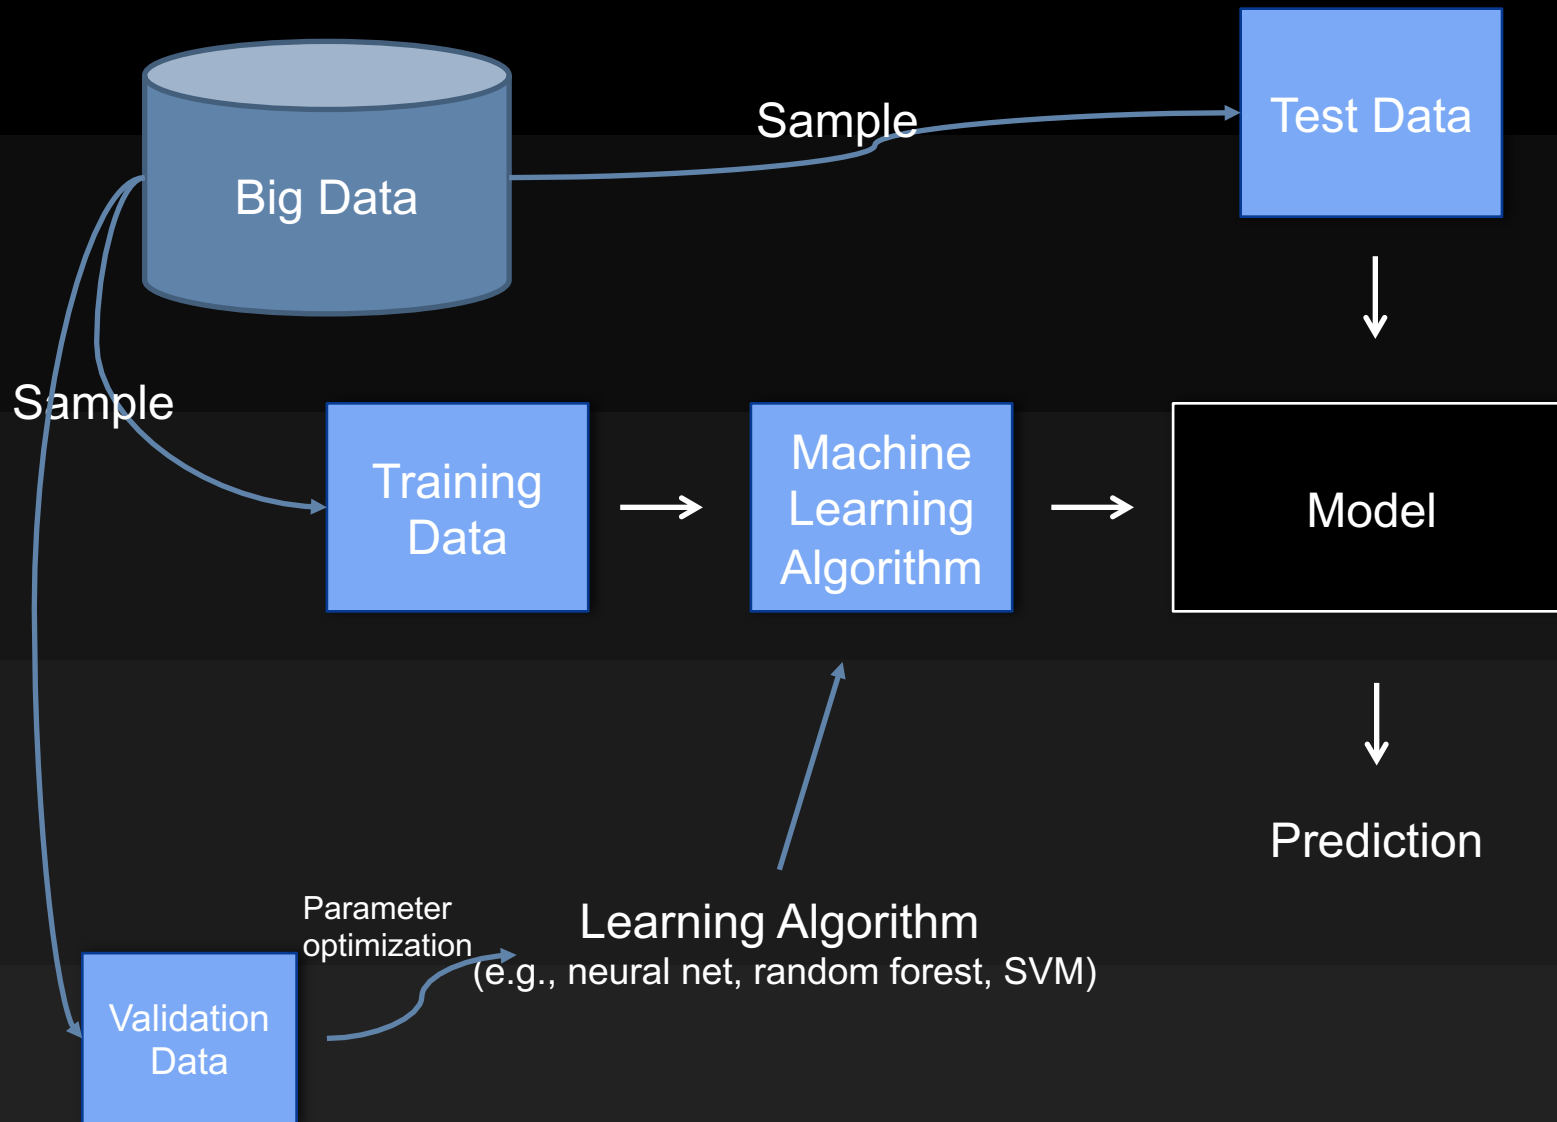 Sample
Test Data
Big Data
Sample
Training
Data
Machine
Learning
Algorithm
Model
Prediction
Parameter
optimization
Learning Algorithm
(e.g., neural net, random forest, SVM)
Validation
Data